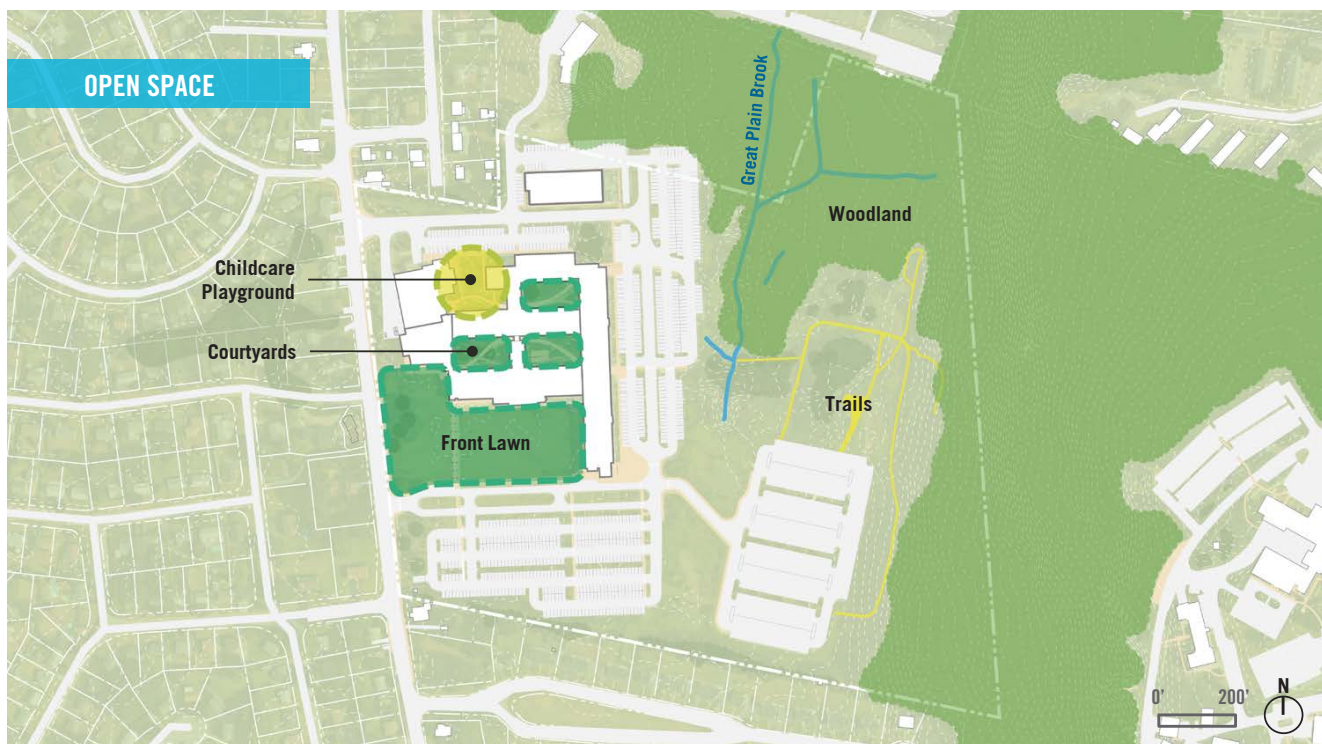 OPEN SPACE
Great Plain Brook
Woodland
Childcare
Playground
Courtyards
Trails
Front Lawn
0' 200'
N